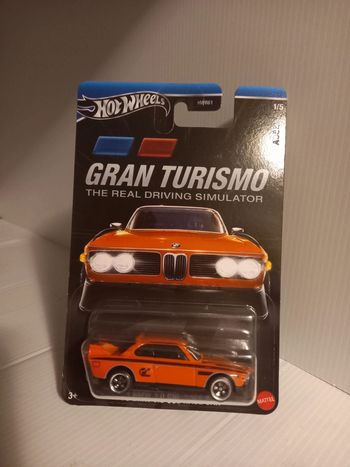 HOT WHEELS
1/5
GRAN TURISMO
THE REAL DRIVING SIMULATOR
3+
MATTEL